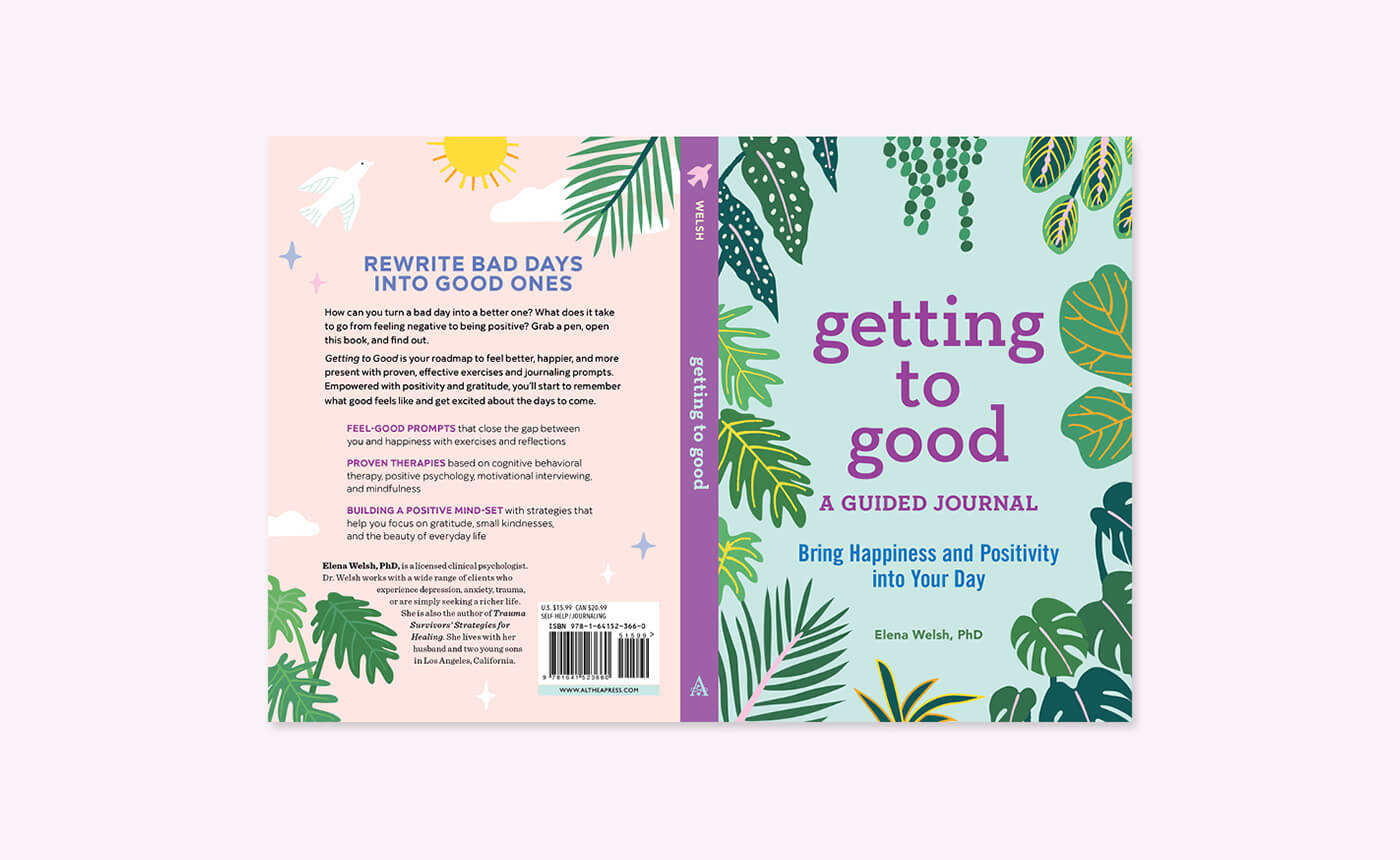 REWRITE BAD DAYS
INTO GOOD ONES
How can you turn a bad day into a better one? What does it take
to go from feeling negative to being positive? Grab a pen, open
this book, and find out.
Getting to Good is your roadmap to feel better, happier, and more
present with proven, effective exercises and journaling prompts.
Empowered with positivity and gratitude, you'll start to remember
what good feels like and get excited about the days to come.
FEEL-GOOD PROMPTS that close the gap between
you and happiness with exercises and reflections
PROVEN THERAPIES based on cognitive behavioral
therapy, positive psychology, motivational interviewing,
and mindfulness
BUILDING A POSITIVE MIND-SET with strategies that
help you focus on gratitude, small kindnesses,
and the beauty of everyday life
Elena Welsh, PhD, is a licensed clinical psychologist.
Dr. Welsh works with a wide range of clients who
experience depression, anxiety, trauma,
or are simply seeking a richer life.
She is also the author of Trauma
Survivors' Strategies for
Healing. She lives with her
husband and two young sons
in Los Angeles, California.
U.S. $15.99 CAN $20.99
SELF-HELP/JOURNALING
ISBN 978-1-64152-366-0
51599>
9 781641 523660
WWW.ALTHEAPRESS.COM
WELSH
getting to good
A
getting
to
good
A GUIDED JOURNAL
Bring Happiness and Positivity
into Your Day
Elena Welsh, PhD